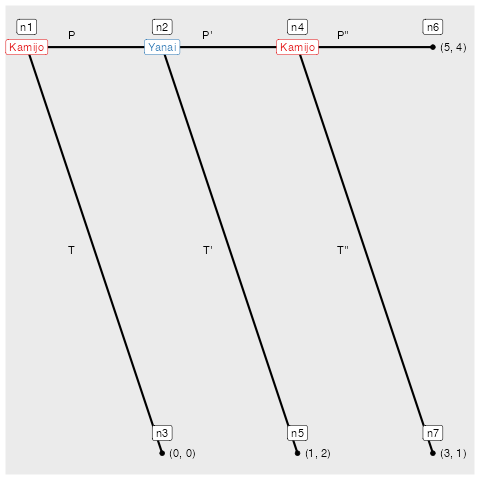 n1 n2 n4 n6
P P' P"
Kamijo Yanai Kamijo (5, 4)
T T' T"
n3 n5 n7
(0, 0) (1, 2) (3, 1)